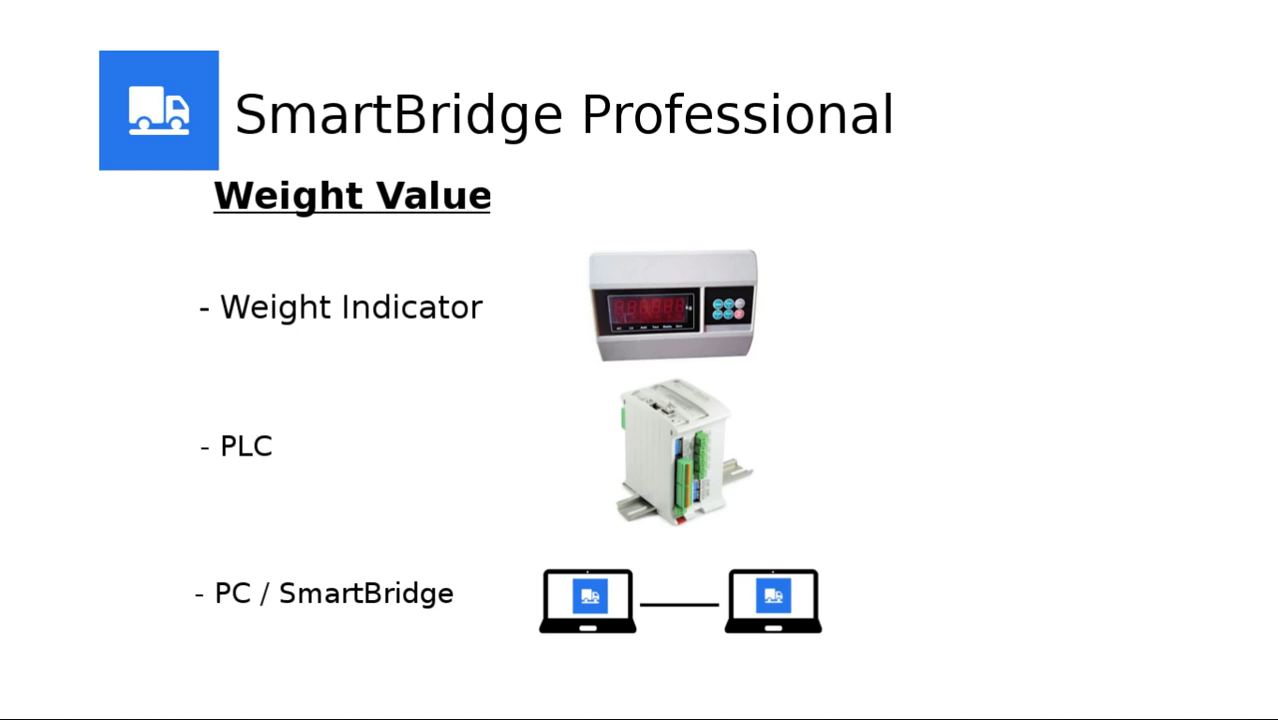 SmartBridge Professional
Weight Value
- Weight Indicator
- PLC
- PC / SmartBridge